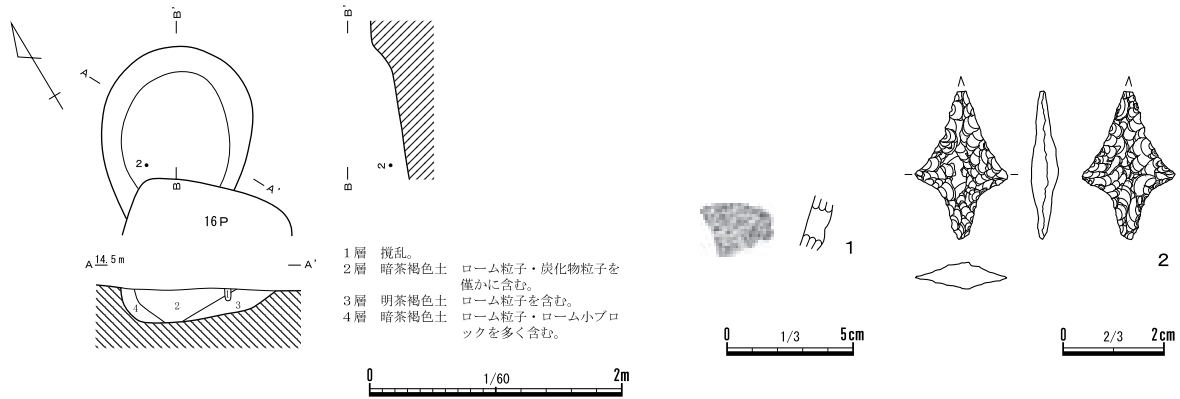 B'
A
2
B
A'
16P
A 14.5m A'
4 2 3
B'
2
B
1層 撹乱。
2層 暗茶褐色土 ローム粒子・炭化物粒子を
僅かに含む。
3層 明茶褐色土 ローム粒子を含む。
4層 暗茶褐色土 ローム粒子・ローム小ブロ
ックを多く含む。
0 1/60 2m
1
0 1/3 5cm
2
0 2/3 2cm